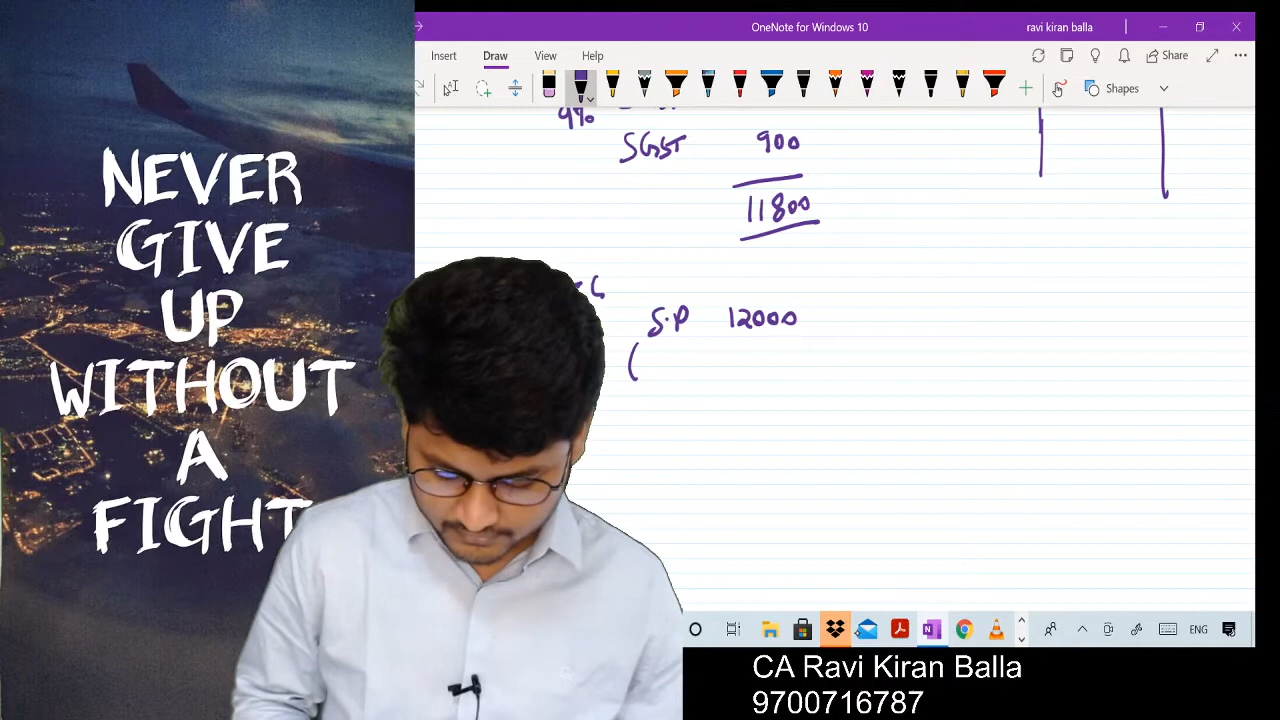 NEVER
GIVE
UP
WITHOUT
A
FIGHT
OneNote for Windows 10
ravi kiran balla
Insert
Draw
View
Help
Share
Shapes
9%
SGST 900
11800
S.P 12000
(
ENG
CA Ravi Kiran Balla
9700716787